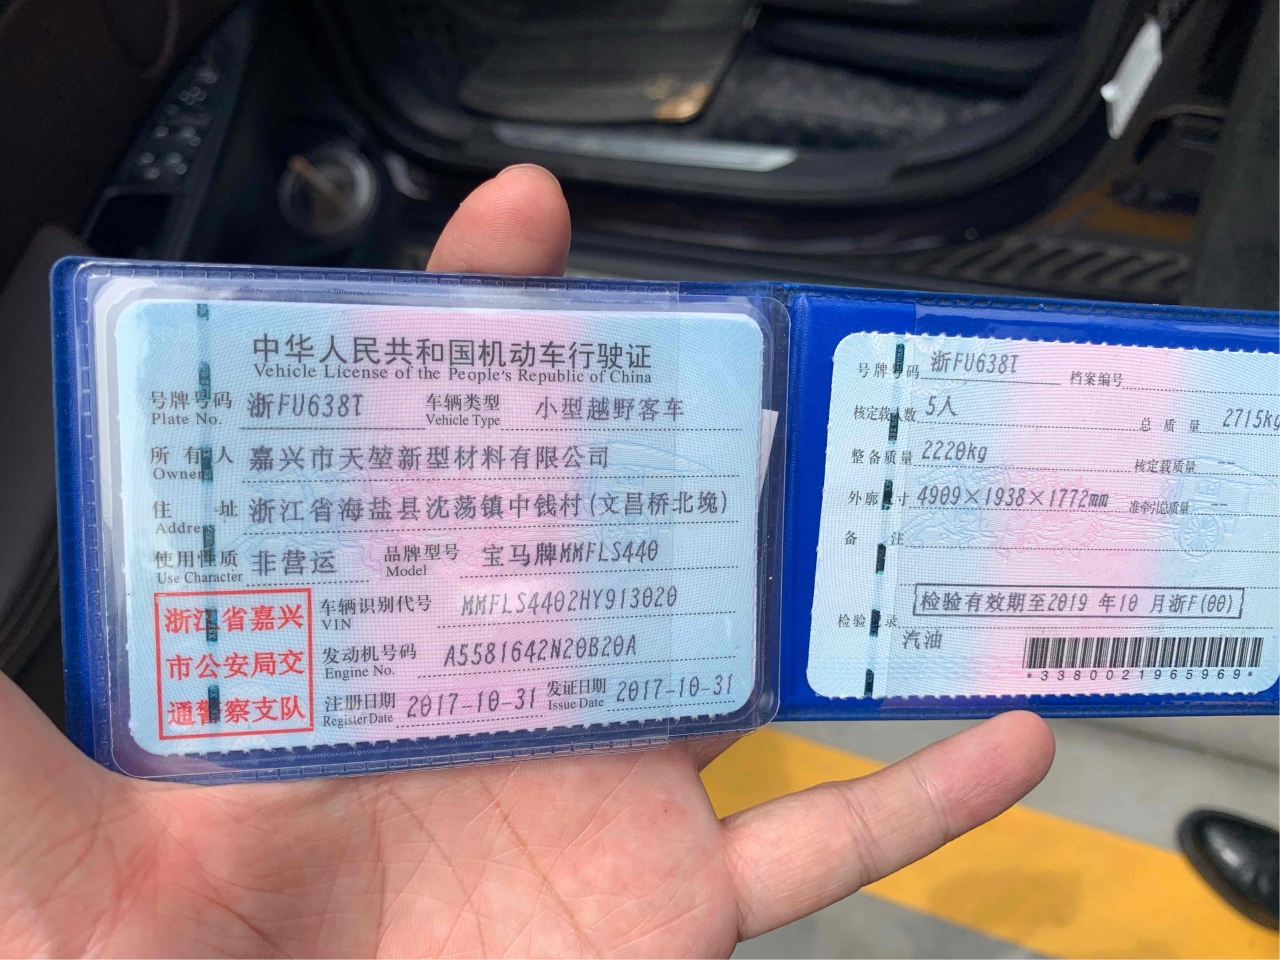 中华人民共和国机动车行驶证
Vehicle License of the People's Republic of China
号牌号码 浙FU638T 车辆类型 小型越野客车
Plate No. Vehicle Type
所有人 嘉兴市天堃新型材料有限公司
Owner
住址 浙江省海盐县沈荡镇中钱村(文昌桥北堍)
Address
使用性质 非营运 品牌型号 宝马牌MMFLS440
Use Character Model
浙江省嘉兴
市公安局交
通警察支队
车辆识别代号 MMFLS4402HY913020
VIN
发动机号码 A5581642N20B20A
Engine No.
注册日期 2017-10-31 发证日期 2017-10-31
Register Date Issue Date
号牌号码 浙FU638T 档案编号
核定载人数 5人 总质量 2715kg
整备质量 2220kg 核定载质量 --
外廓尺寸 4909×1938×1772mm 准牵引总质量 --
备注
检验有效期至2019年10月浙F(00)
检验记录
汽油
*3380021965969*